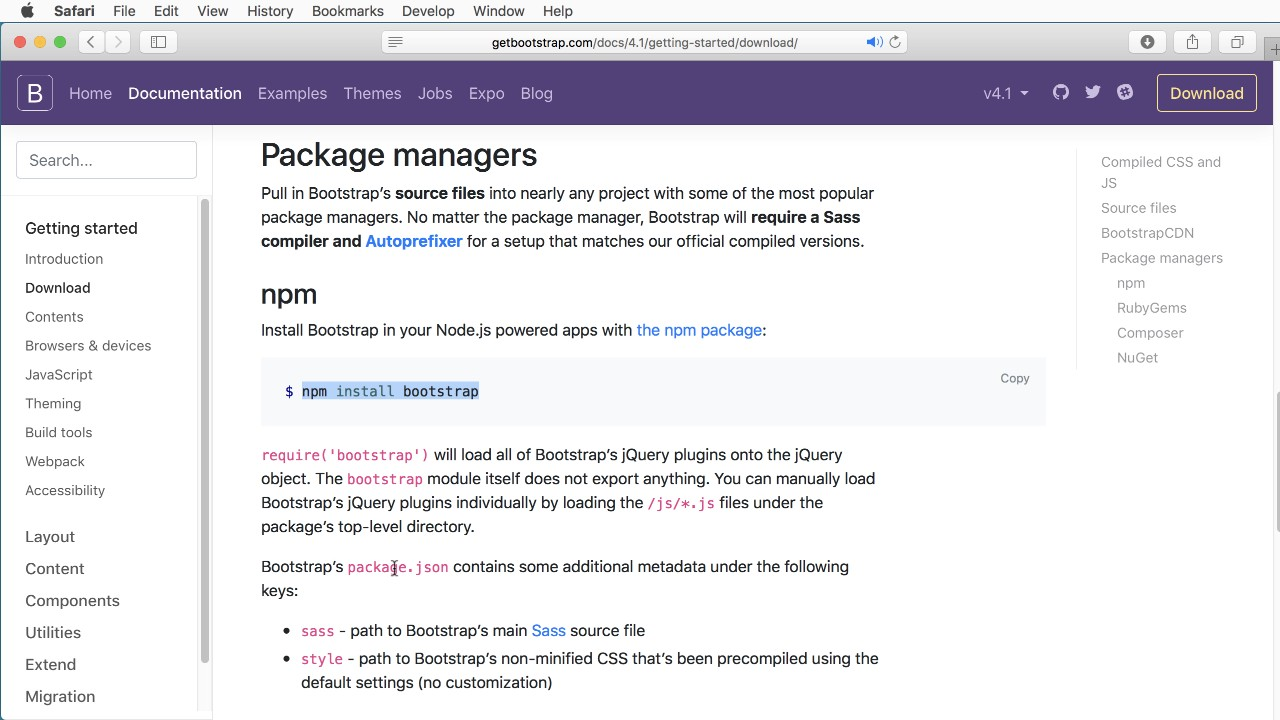 Safari File Edit View History Bookmarks Develop Window Help
getbootstrap.com/docs/4.1/getting-started/download/
B Home Documentation Examples Themes Jobs Expo Blog v4.1 Download
Search...
Getting started
Introduction
Download
Contents
Browsers & devices
JavaScript
Theming
Build tools
Webpack
Accessibility
Layout
Content
Components
Utilities
Extend
Migration
Package managers
Pull in Bootstrap’s source files into nearly any project with some of the most popular
package managers. No matter the package manager, Bootstrap will require a Sass
compiler and Autoprefixer for a setup that matches our official compiled versions.
npm
Install Bootstrap in your Node.js powered apps with the npm package:
Copy
$ npm install bootstrap
require('bootstrap') will load all of Bootstrap’s jQuery plugins onto the jQuery
object. The bootstrap module itself does not export anything. You can manually load
Bootstrap’s jQuery plugins individually by loading the /js/*.js files under the
package’s top-level directory.
Bootstrap’s package.json contains some additional metadata under the following
keys:
• sass - path to Bootstrap’s main Sass source file
• style - path to Bootstrap’s non-minified CSS that’s been precompiled using the
default settings (no customization)
Compiled CSS and
JS
Source files
BootstrapCDN
Package managers
npm
RubyGems
Composer
NuGet